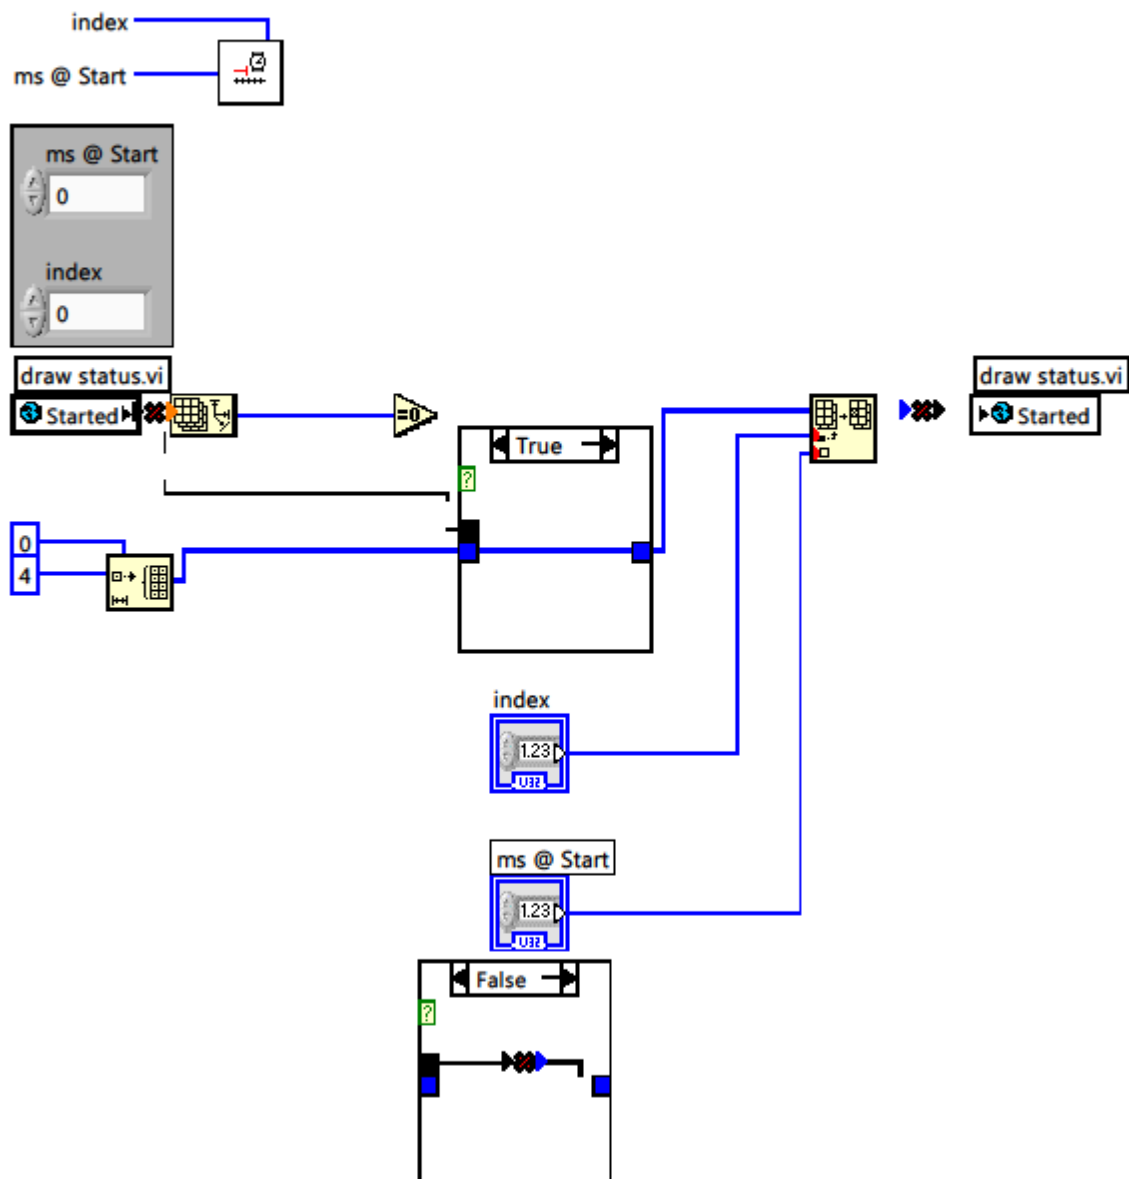 index
ms @ Start
ms @ Start
0
index
0
draw status.vi
Started
=0
draw status.vi
Started
True
?
0
4
index
1.23
U32
ms @ Start
1.23
U32
False
?